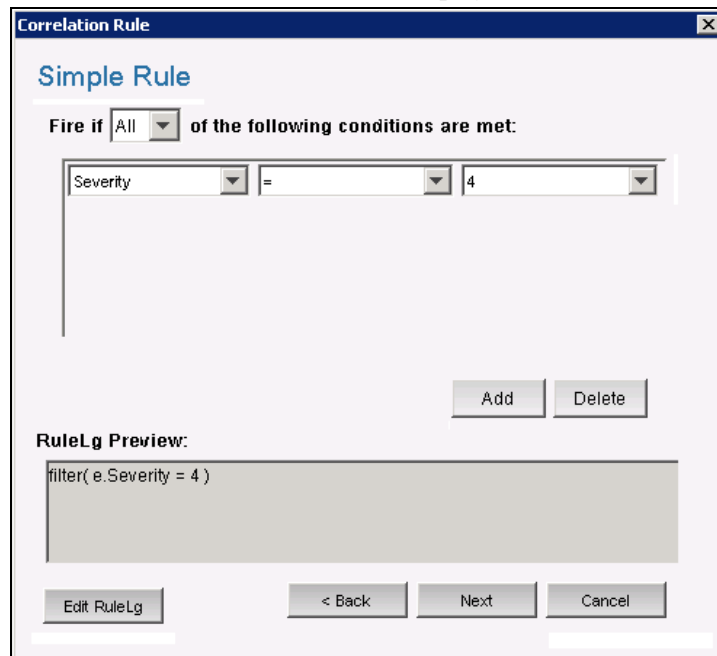 Correlation Rule
Simple Rule
Fire if All of the following conditions are met:
Severity = 4
Add Delete
RuleLg Preview:
filter( e.Severity = 4 )
Edit RuleLg < Back Next Cancel